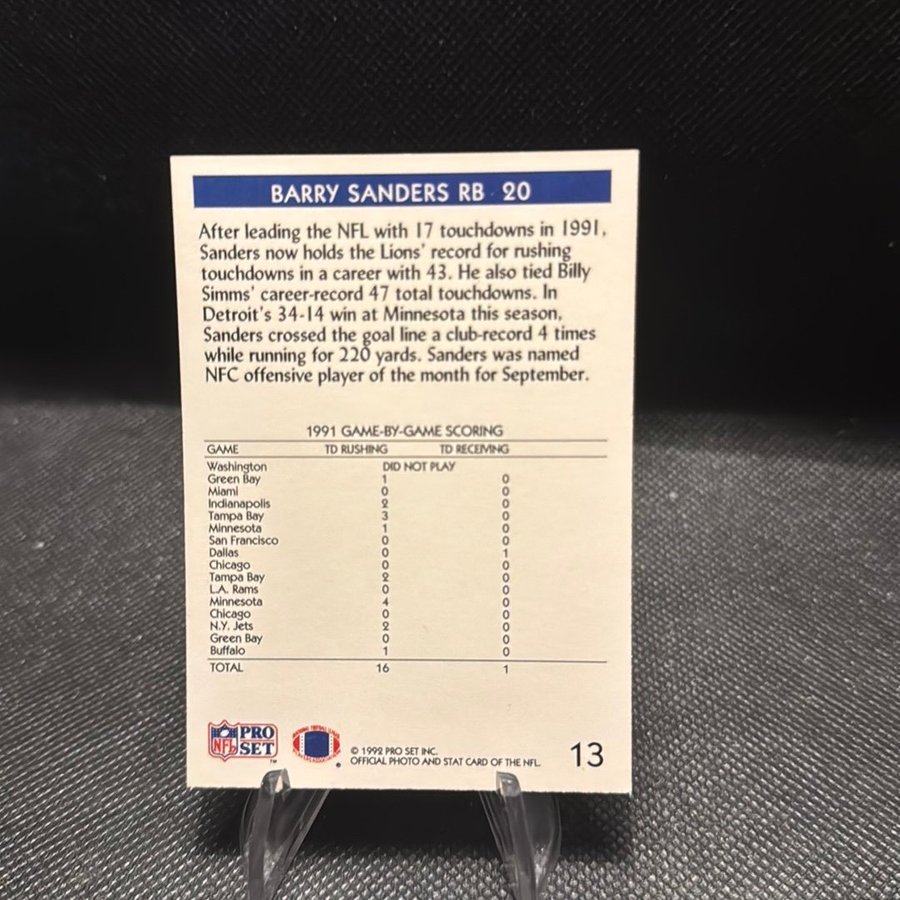 BARRY SANDERS RB · 20
After leading the NFL with 17 touchdowns in 1991,
Sanders now holds the Lions' record for rushing
touchdowns in a career with 43. He also tied Billy
Simms' career-record 47 total touchdowns. In
Detroit's 34-14 win at Minnesota this season,
Sanders crossed the goal line a club-record 4 times
while running for 220 yards. Sanders was named
NFC offensive player of the month for September.
1991 GAME-BY-GAME SCORING
GAME TD RUSHING TD RECEIVING
Washington DID NOT PLAY
Green Bay 1 0
Miami 0 0
Indianapolis 2 0
Tampa Bay 3 0
Minnesota 1 0
San Francisco 0 0
Dallas 0 1
Chicago 0 0
Tampa Bay 2 0
L.A. Rams 0 0
Minnesota 4 0
Chicago 0 0
N.Y. Jets 2 0
Green Bay 0 0
Buffalo 1 0
TOTAL 16 1
NFL PRO SET ™
© 1992 PRO SET INC.
OFFICIAL PHOTO AND STAT CARD OF THE NFL.
13